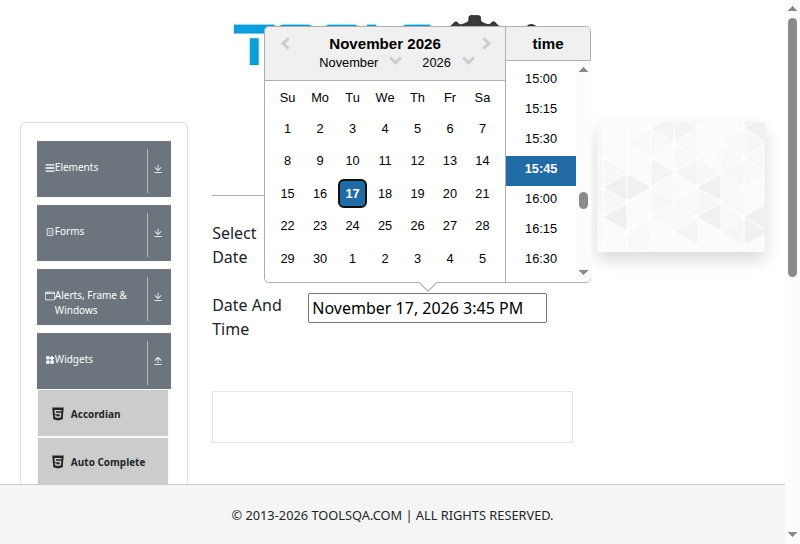 November 2026
November 2026
Su Mo Tu We Th Fr Sa
1 2 3 4 5 6 7
8 9 10 11 12 13 14
15 16 17 18 19 20 21
22 23 24 25 26 27 28
29 30 1 2 3 4 5
time
15:00
15:15
15:30
15:45
16:00
16:15
16:30
Elements
Forms
Alerts, Frame &
Windows
Widgets
Accordian
Auto Complete
Select
Date
Date And
Time
November 17, 2026 3:45 PM
© 2013-2026 TOOLSQA.COM | ALL RIGHTS RESERVED.